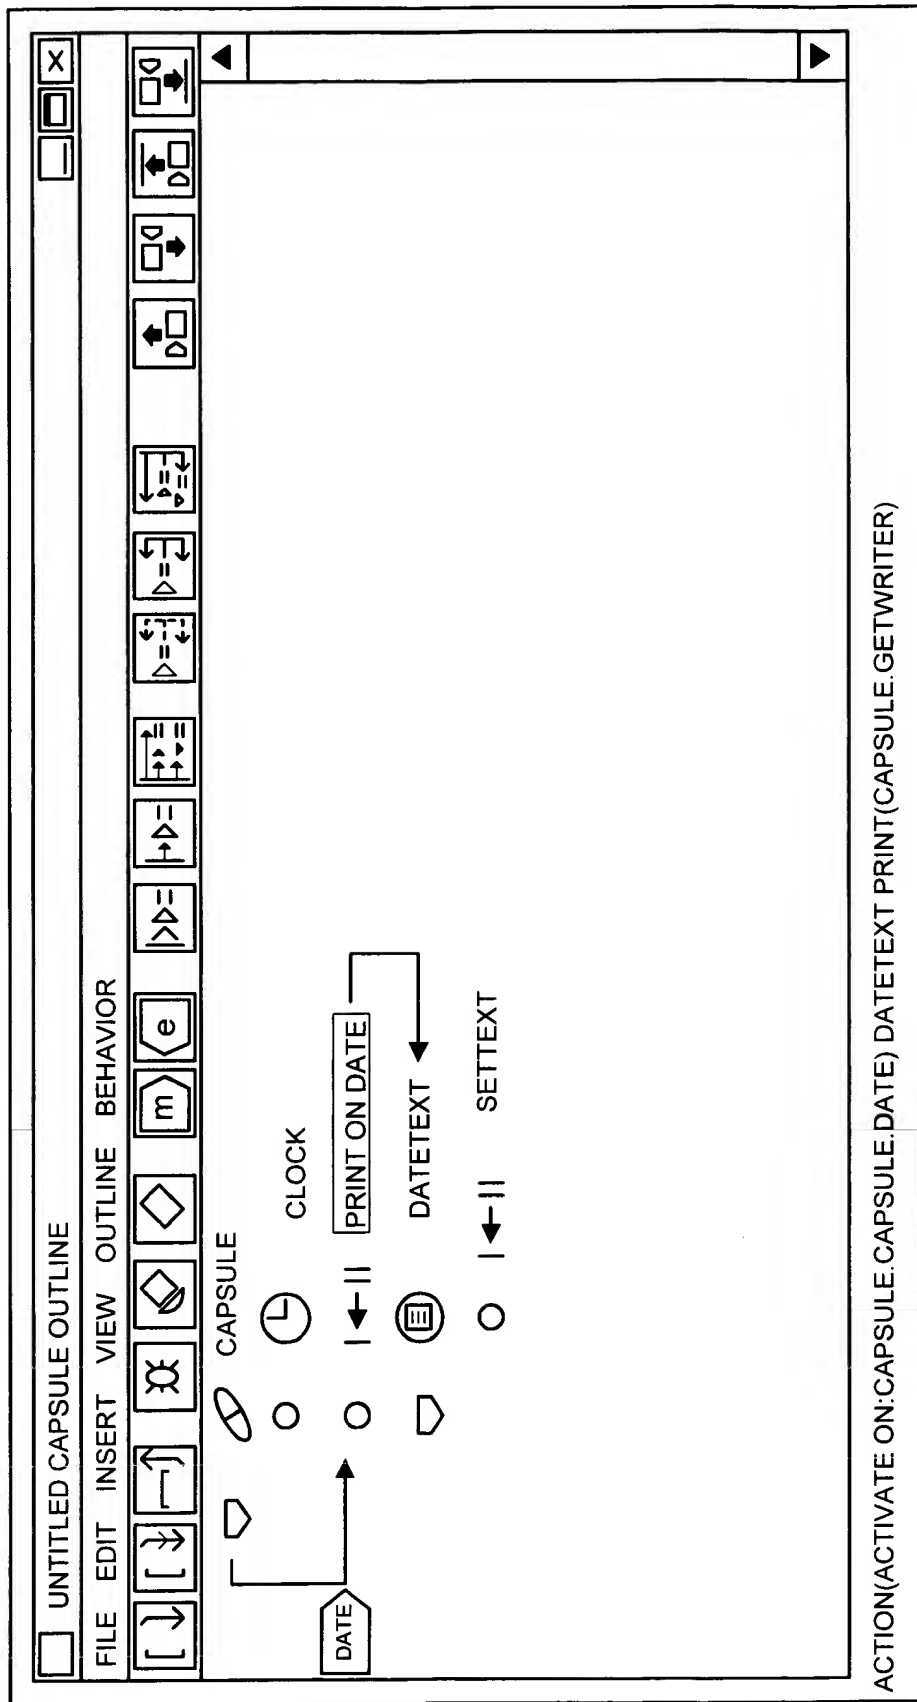 UNTITLED CAPSULE OUTLINE
X
FILE EDIT INSERT VIEW OUTLINE BEHAVIOR
m e
CAPSULE
CLOCK
DATE
PRINT ON DATE
DATETEXT
SETTEXT
ACTION(ACTIVATE ON:CAPSULE.CAPSULE.DATE) DATETEXT PRINT(CAPSULE.GETWRITER)